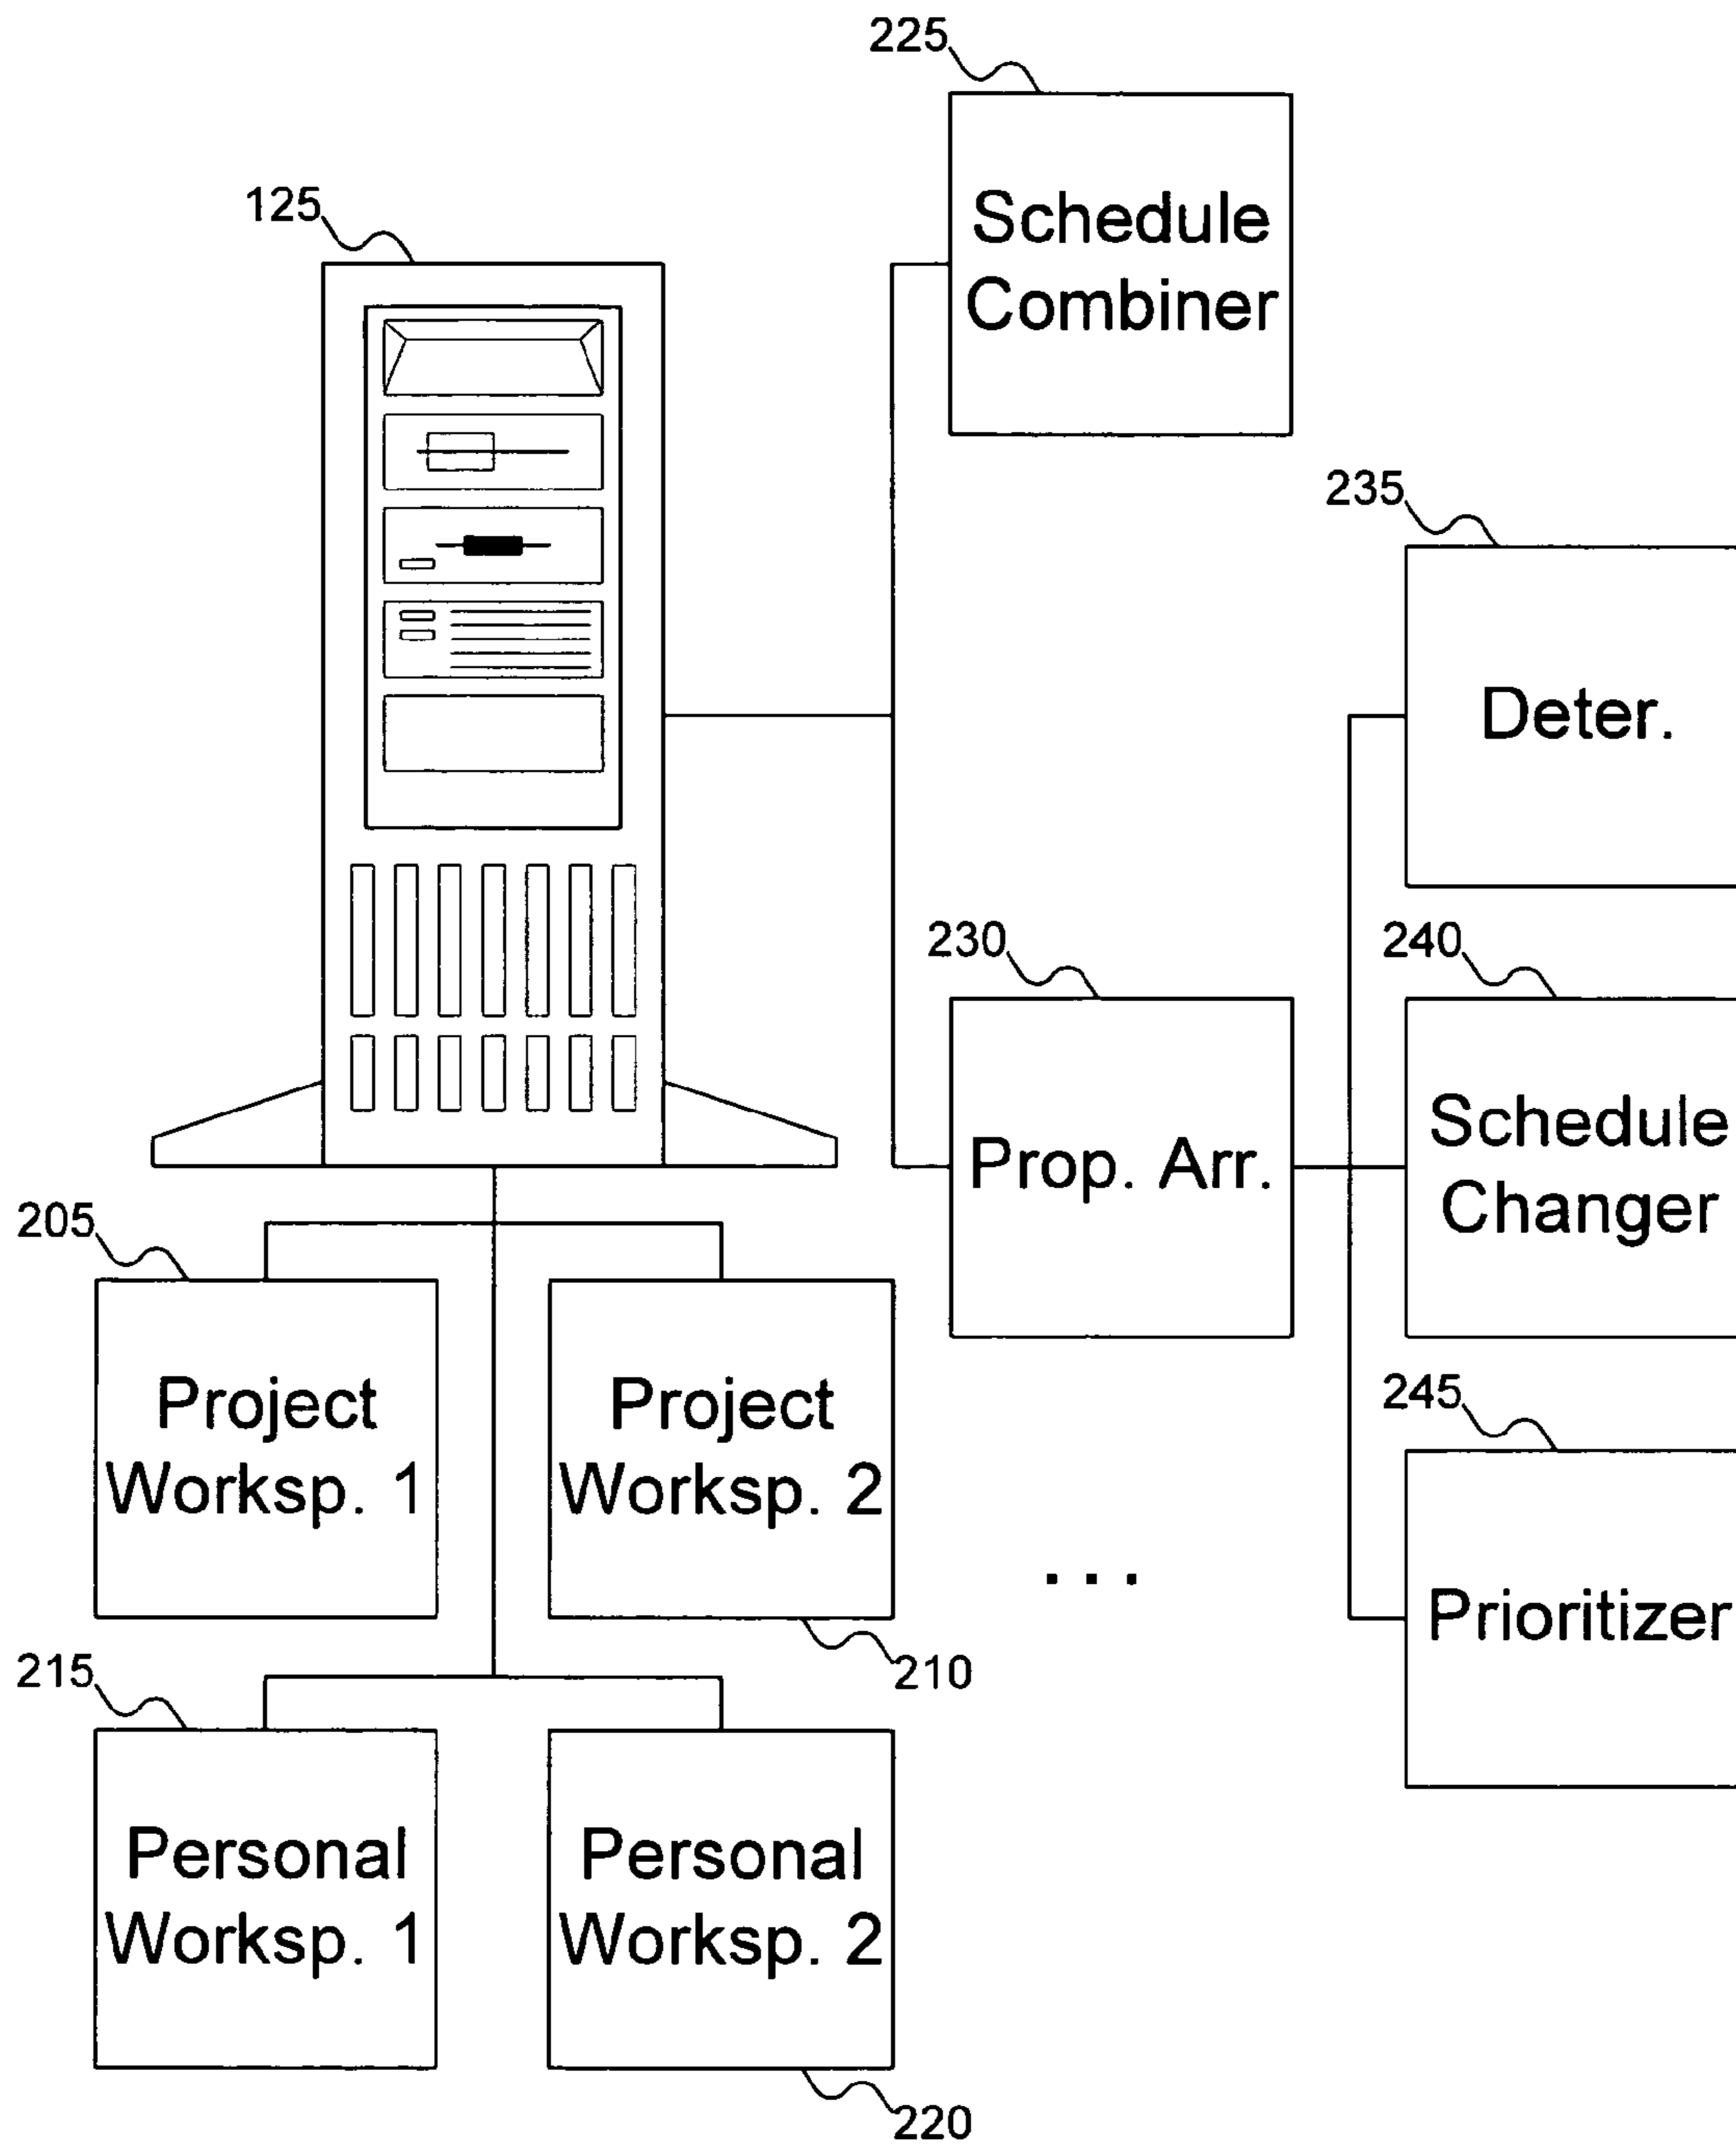 225
Schedule
Combiner
125
235
Deter.
230
Prop. Arr.
240
Schedule
Changer
205
Project
Worksp. 1
Project
Worksp. 2
210
...
245
Prioritizer
215
Personal
Worksp. 1
Personal
Worksp. 2
220